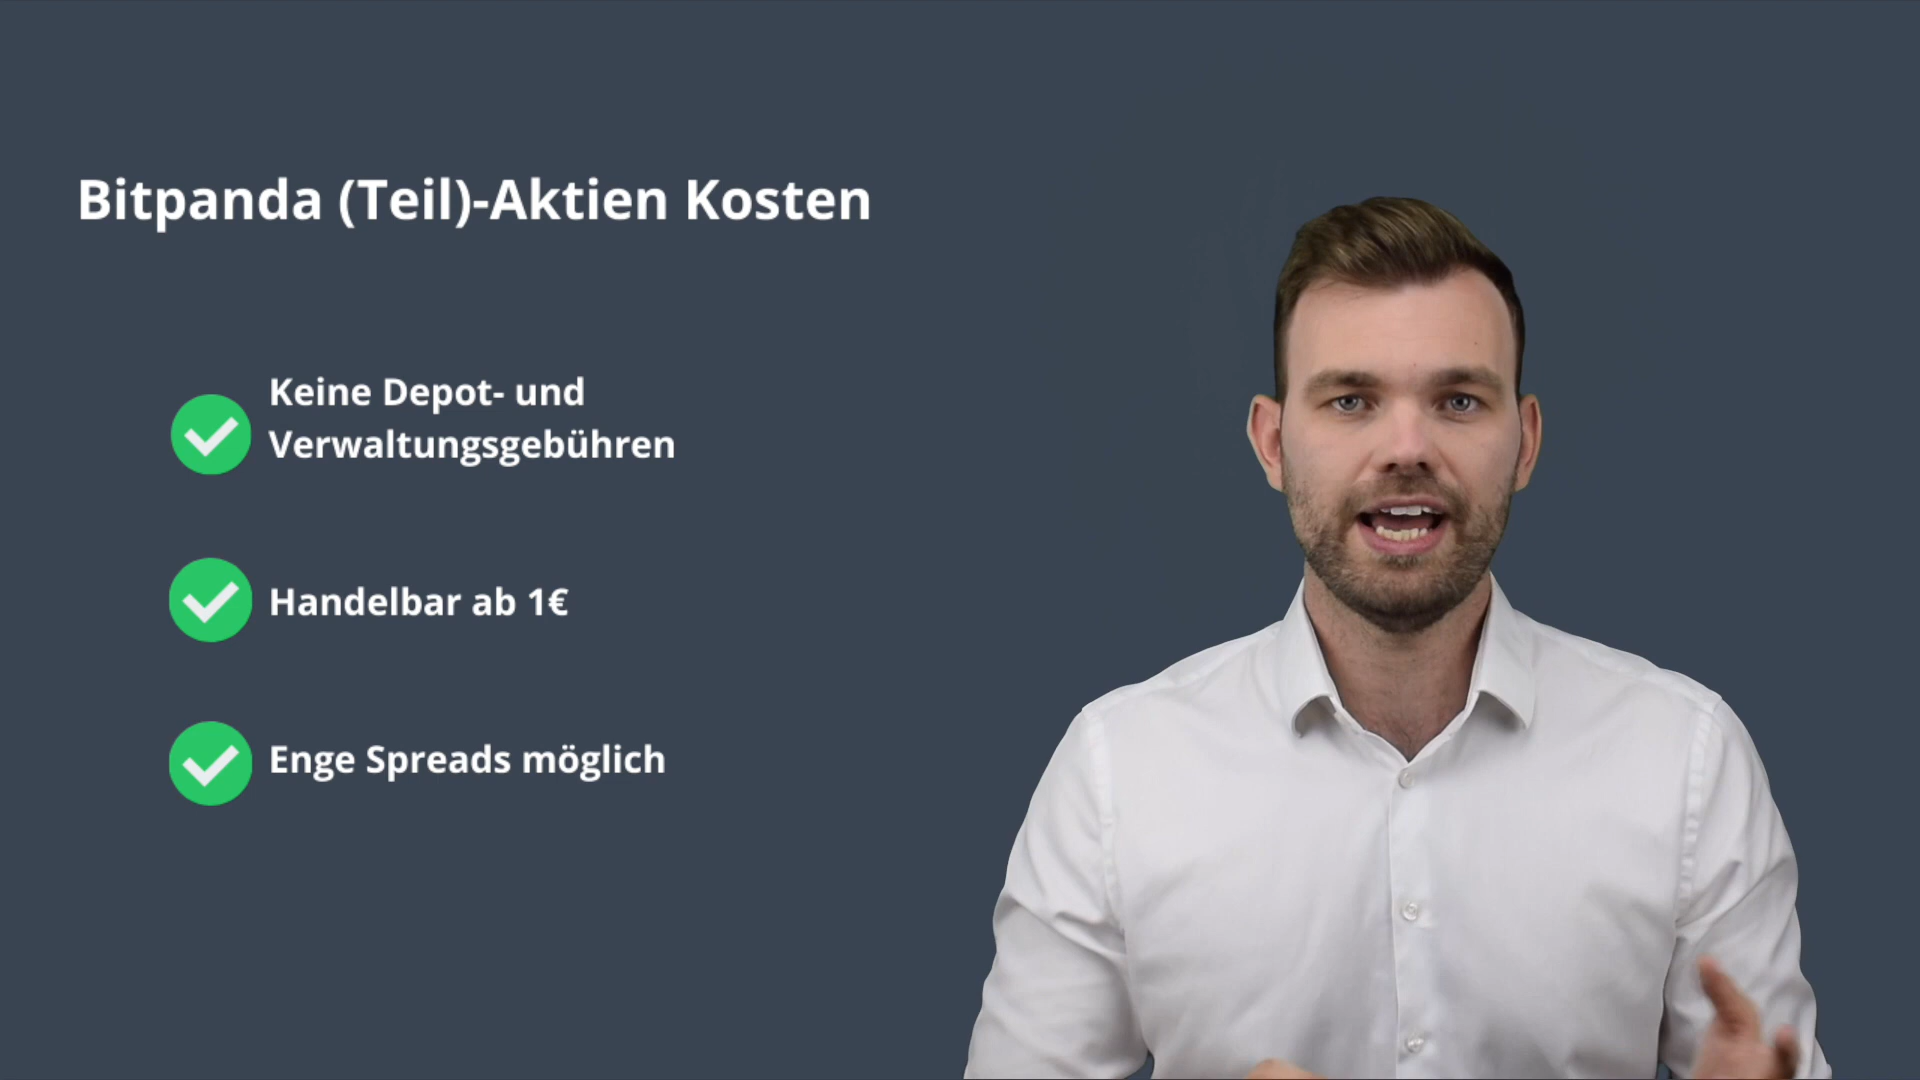 Bitpanda (Teil)-Aktien Kosten
Keine Depot- und
Verwaltungsgebühren
Handelbar ab 1€
Enge Spreads möglich